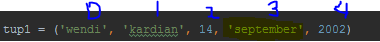 0 1 2 3 4
tup1 = ('wendi', 'kardian', 14, 'september', 2002)